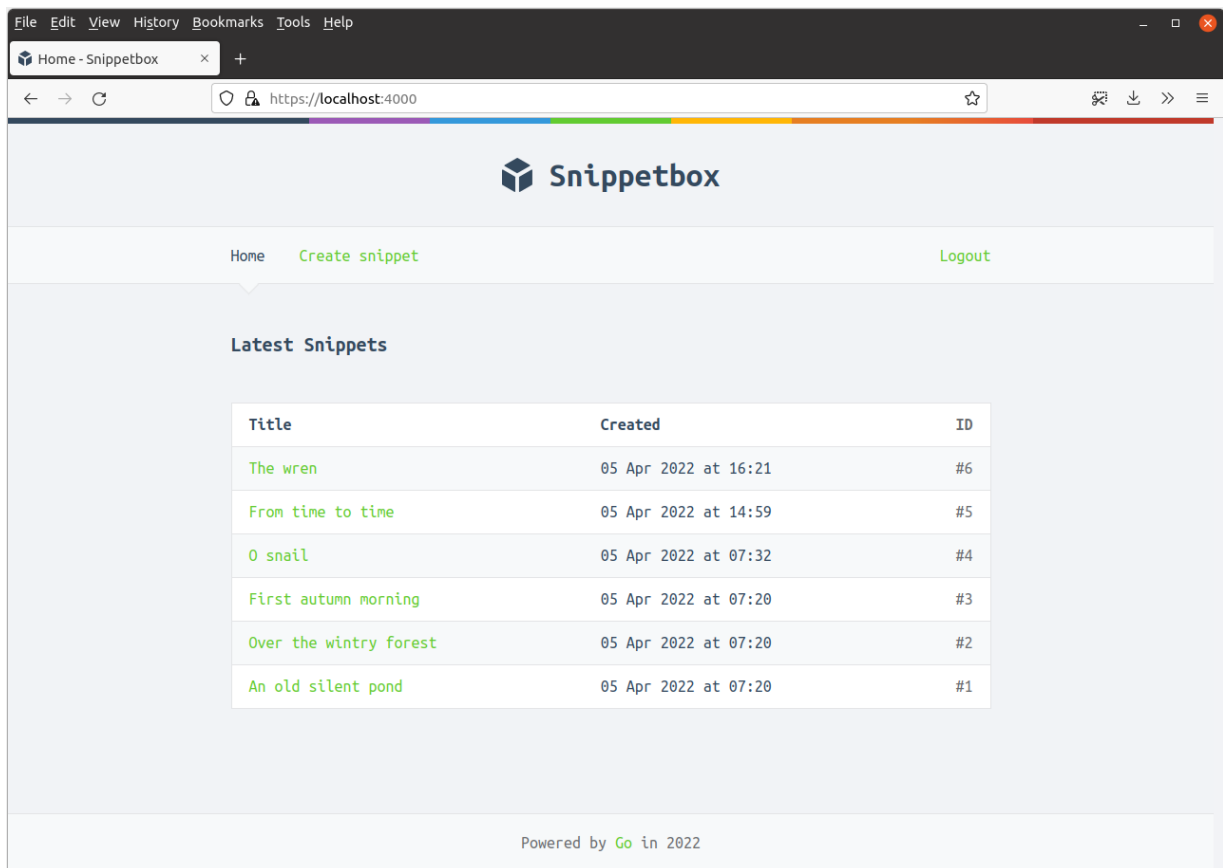 File Edit View History Bookmarks Tools Help
Home - Snippetbox
https://localhost:4000
Snippetbox
Home Create snippet Logout
Latest Snippets
Title Created ID
The wren 05 Apr 2022 at 16:21 #6
From time to time 05 Apr 2022 at 14:59 #5
O snail 05 Apr 2022 at 07:32 #4
First autumn morning 05 Apr 2022 at 07:20 #3
Over the wintry forest 05 Apr 2022 at 07:20 #2
An old silent pond 05 Apr 2022 at 07:20 #1
Powered by Go in 2022